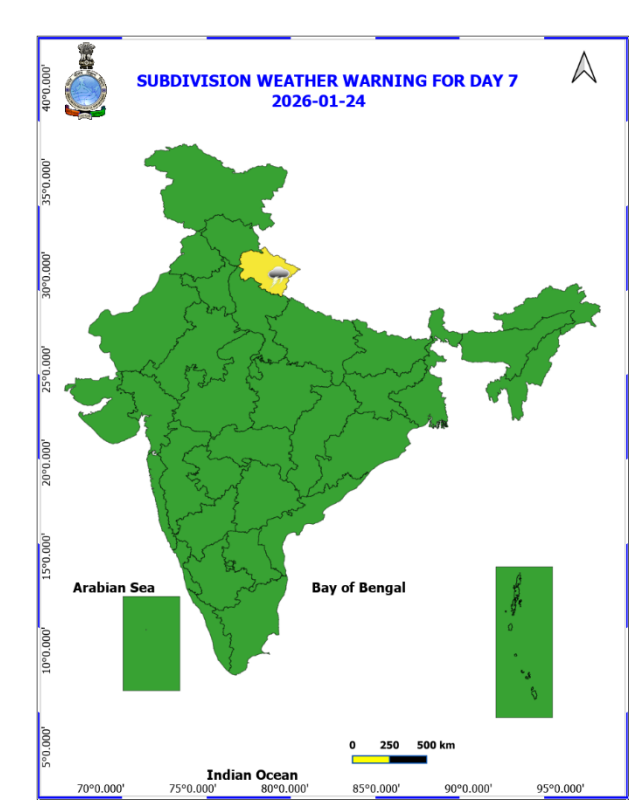 SUBDIVISION WEATHER WARNING FOR DAY 7
2026-01-24
40°0.000'
35°0.000'
30°0.000'
25°0.000'
20°0.000'
15°0.000'
10°0.000'
5°0.000'
Arabian Sea
Bay of Bengal
0 250 500 km
Indian Ocean
70°0.000' 75°0.000' 80°0.000' 85°0.000' 90°0.000' 95°0.000'